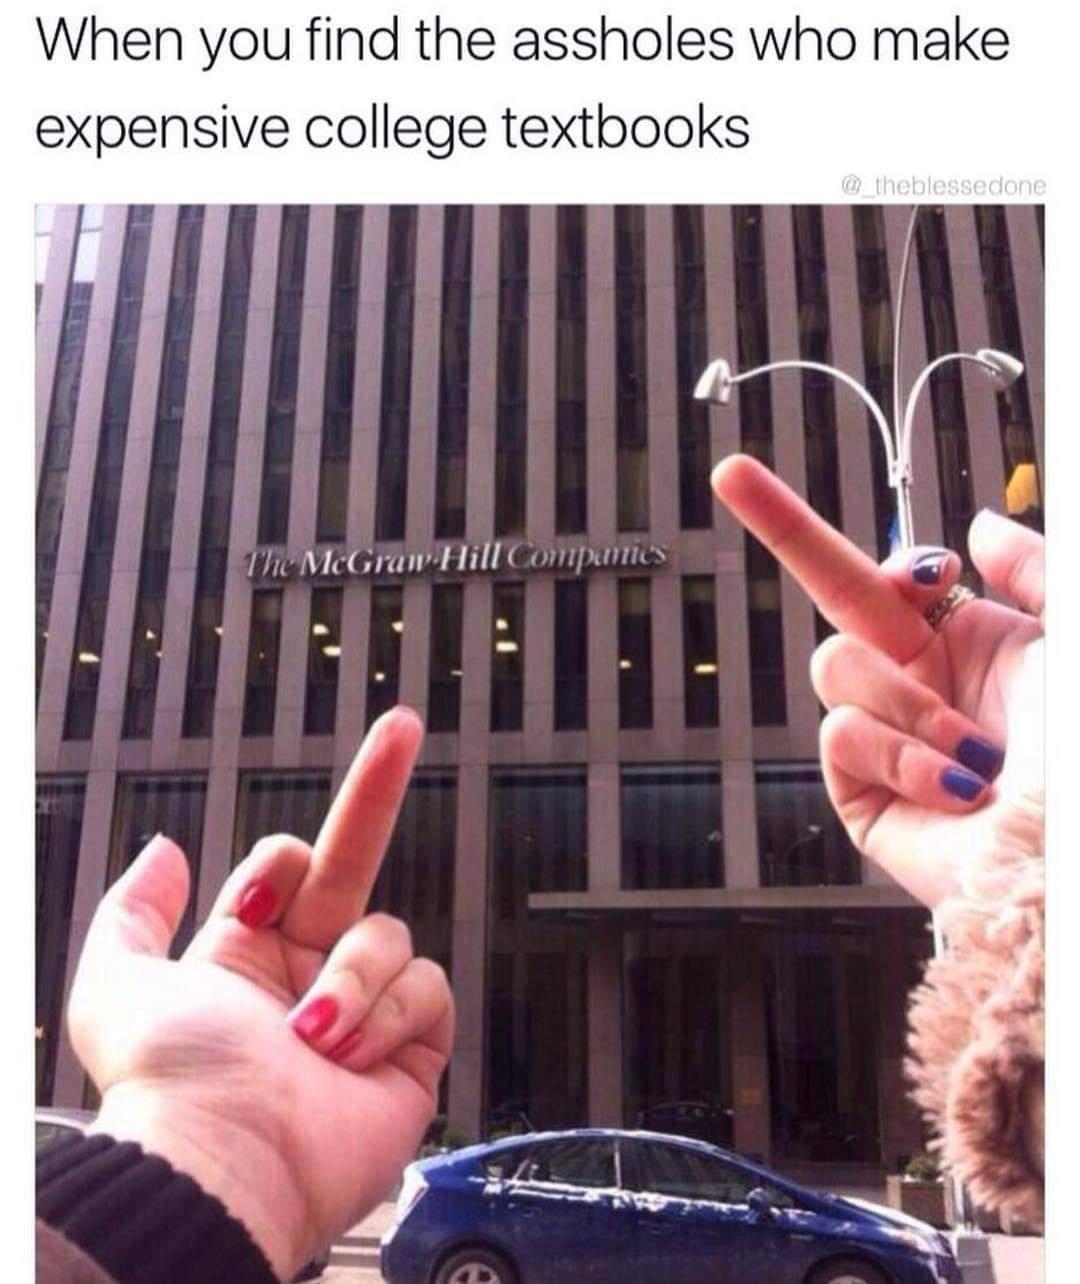 When you find the assholes who make
expensive college textbooks
@_theblessedone
The McGraw-Hill Companies